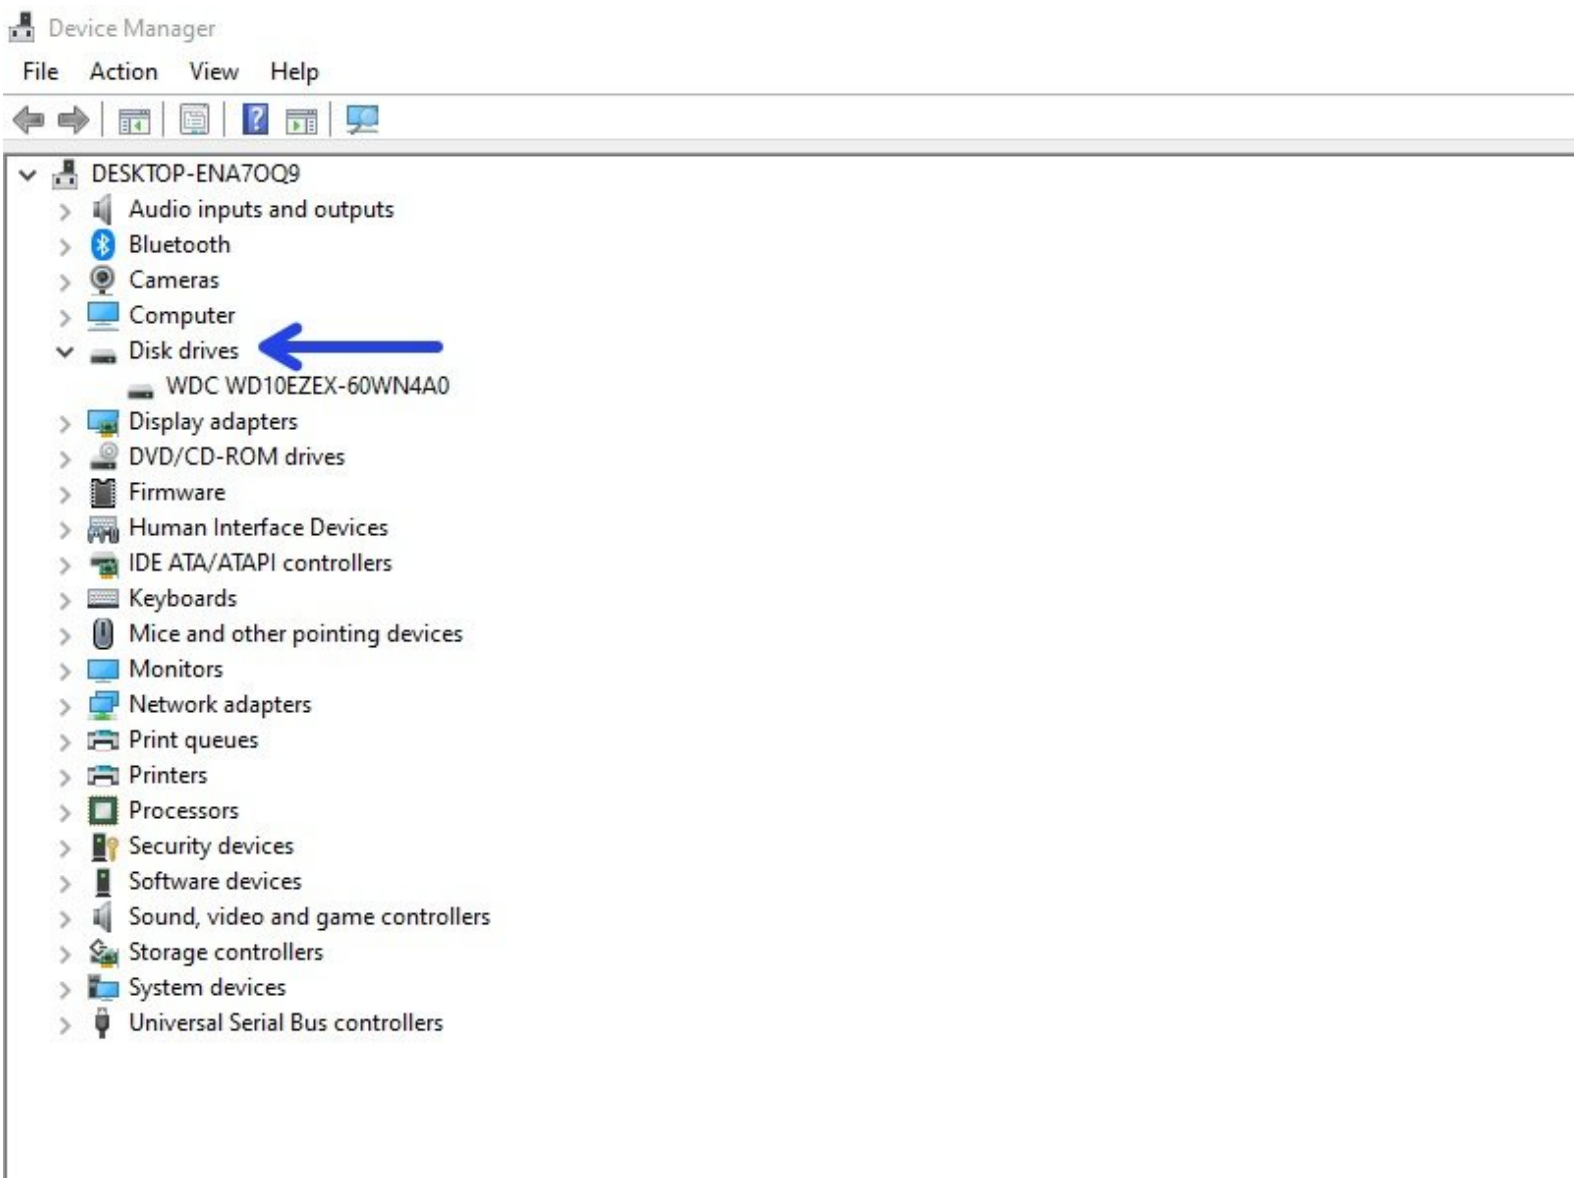 Device Manager
File Action View Help
DESKTOP-ENA7OQ9
Audio inputs and outputs
Bluetooth
Cameras
Computer
Disk drives
WDC WD10EZEX-60WN4A0
Display adapters
DVD/CD-ROM drives
Firmware
Human Interface Devices
IDE ATA/ATAPI controllers
Keyboards
Mice and other pointing devices
Monitors
Network adapters
Print queues
Printers
Processors
Security devices
Software devices
Sound, video and game controllers
Storage controllers
System devices
Universal Serial Bus controllers